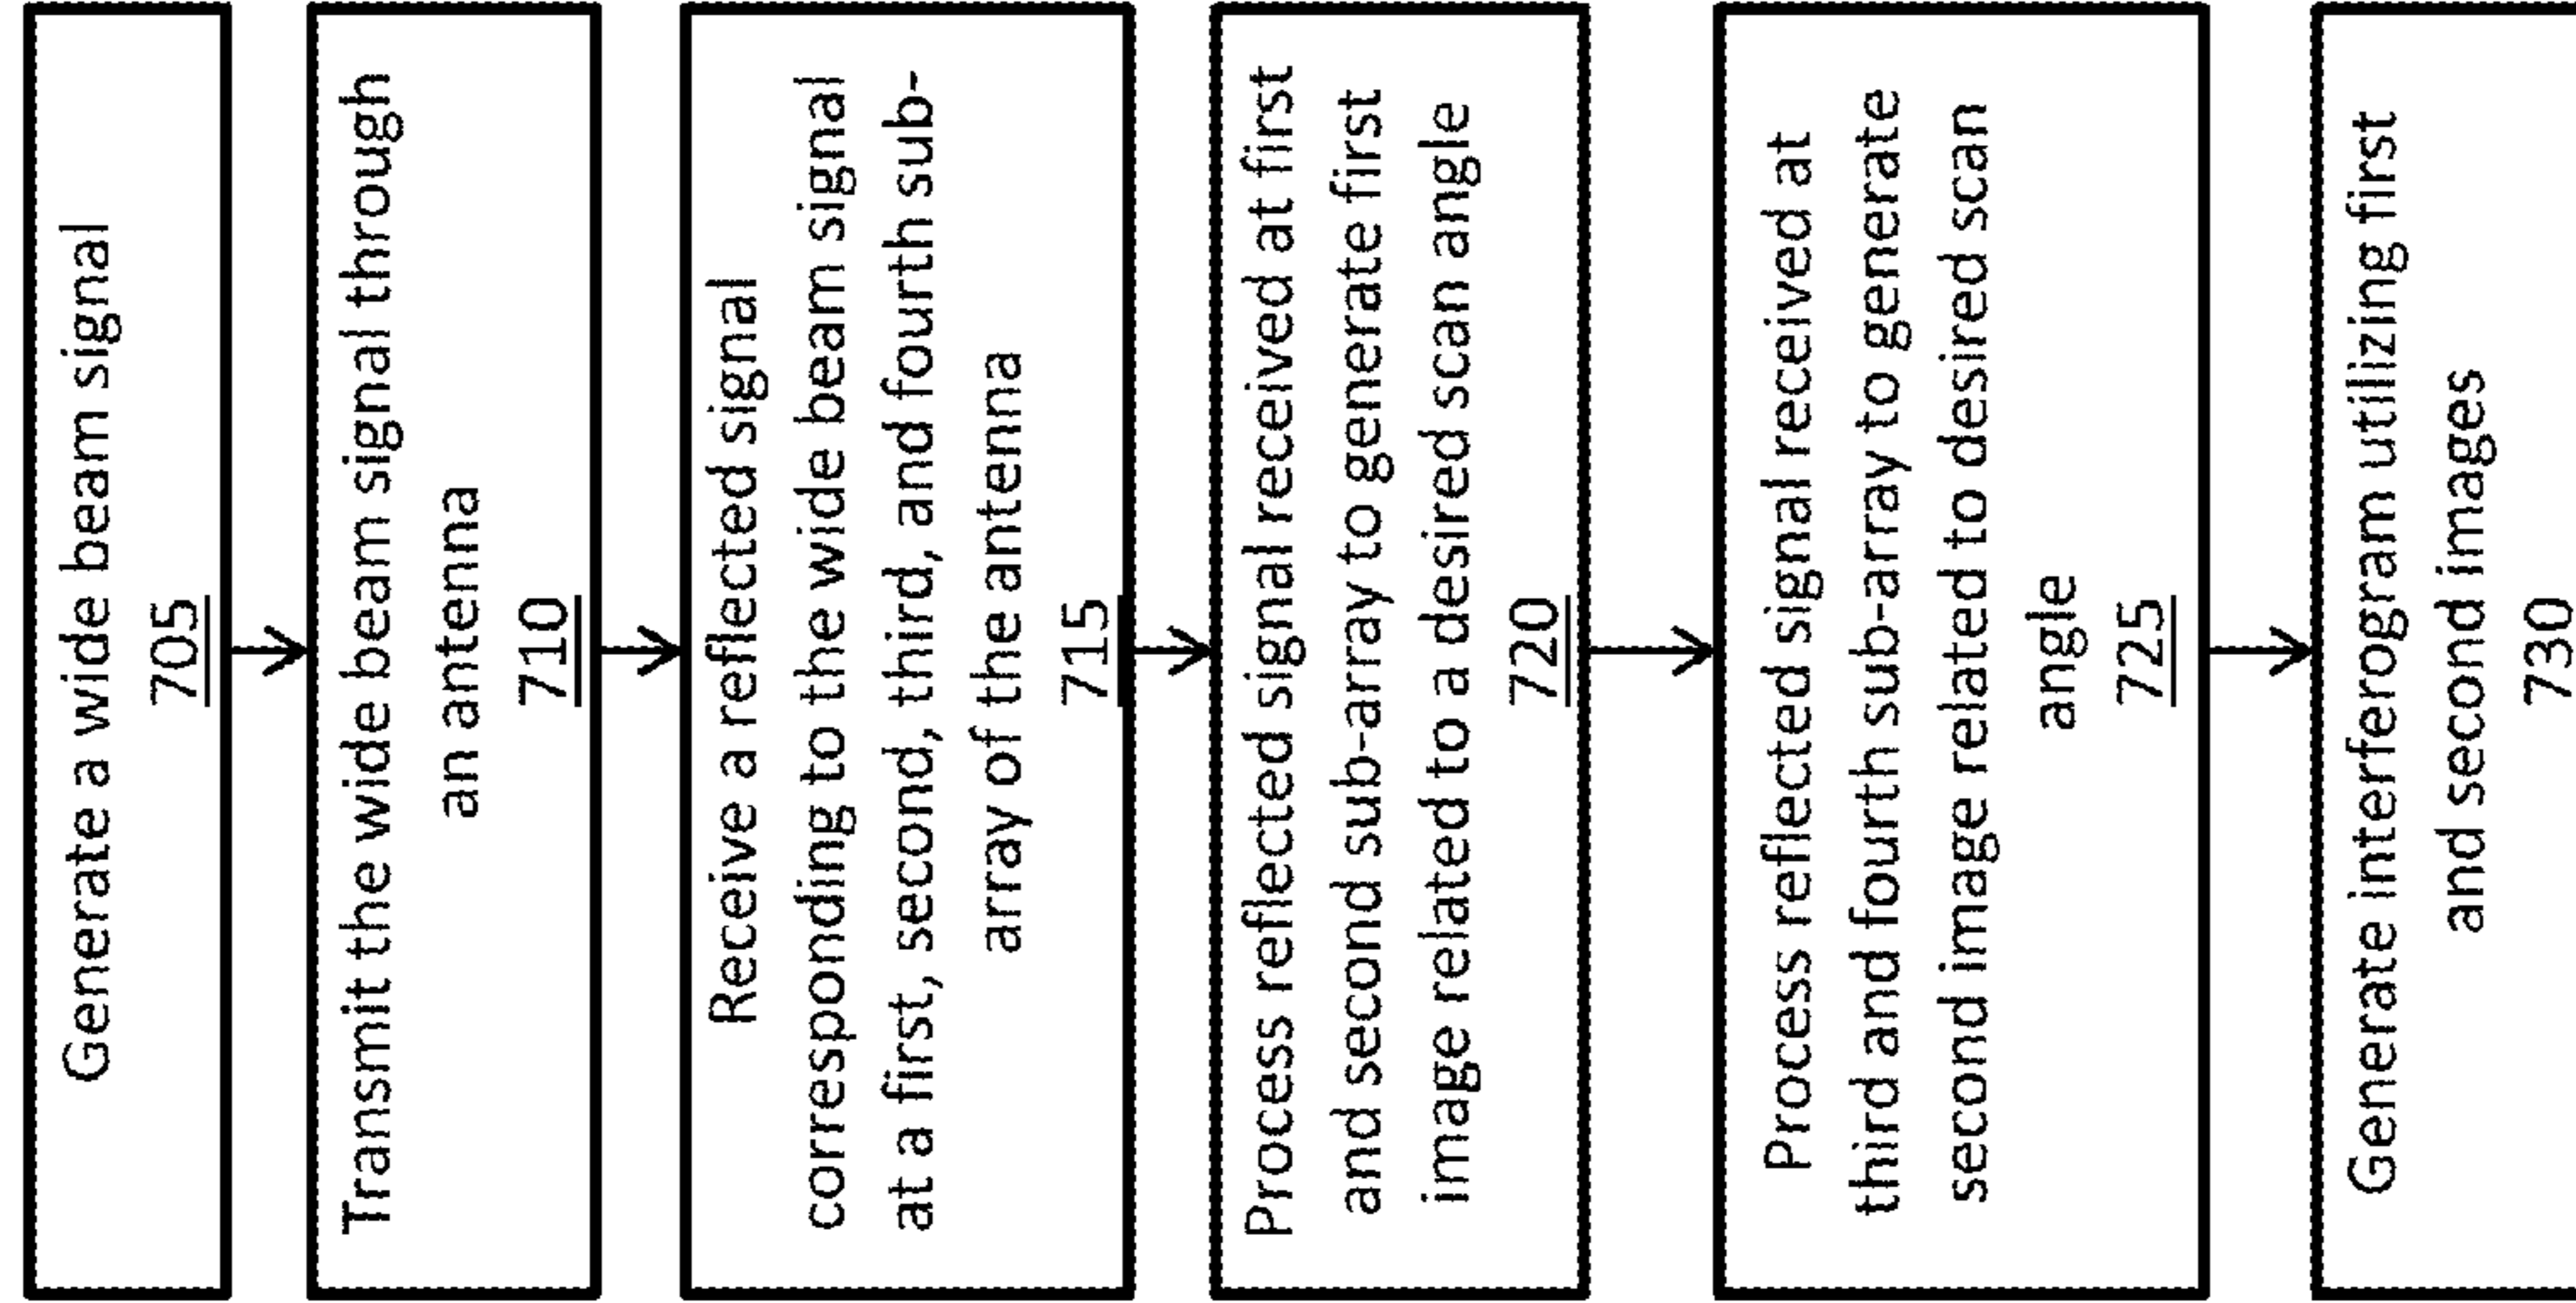 Generate a wide beam signal
705
Transmit the wide beam signal through
an antenna
710
Receive a reflected signal
corresponding to the wide beam signal
at a first, second, third, and fourth sub-
array of the antenna
715
Process reflected signal received at first
and second sub-array to generate first
image related to a desired scan angle
720
Process reflected signal received at
third and fourth sub-array to generate
second image related to desired scan
angle
725
Generate interferogram utilizing first
and second images
730